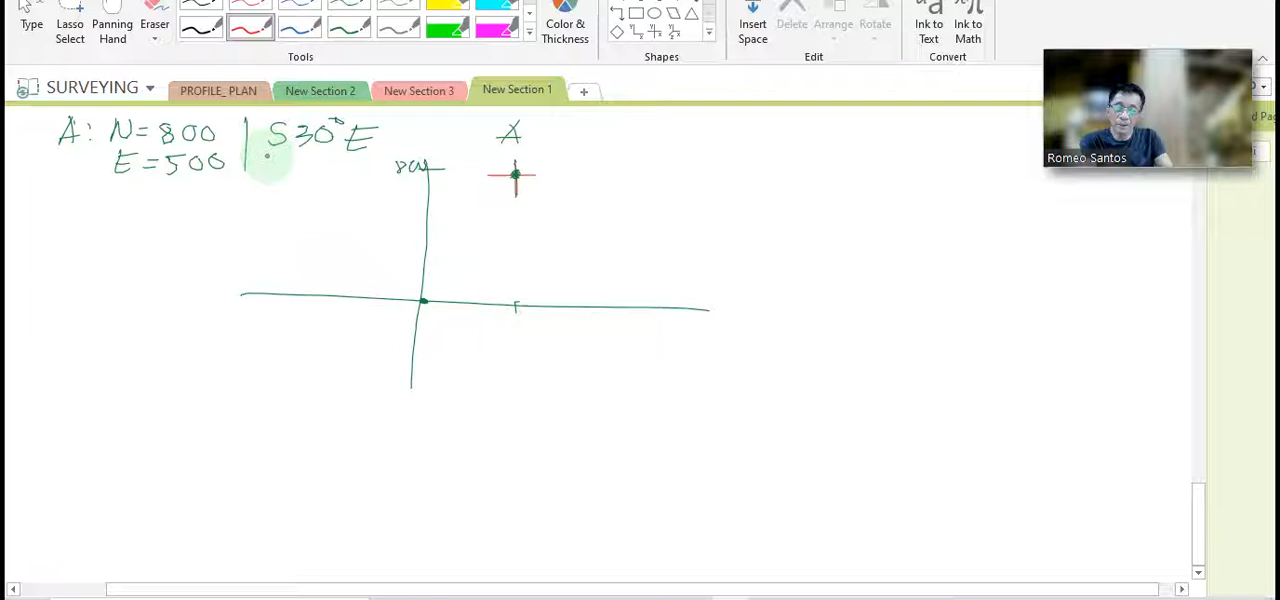 Type
Lasso
Select
Panning
Hand
Eraser
Tools
Color &
Thickness
Shapes
Insert
Space
Delete
Arrange
Rotate
Edit
Ink to
Text
Ink to
Math
Convert
SURVEYING
PROFILE_PLAN
New Section 2
New Section 3
New Section 1
Romeo Santos
A: N=800 | S30°E
E=500
A
800